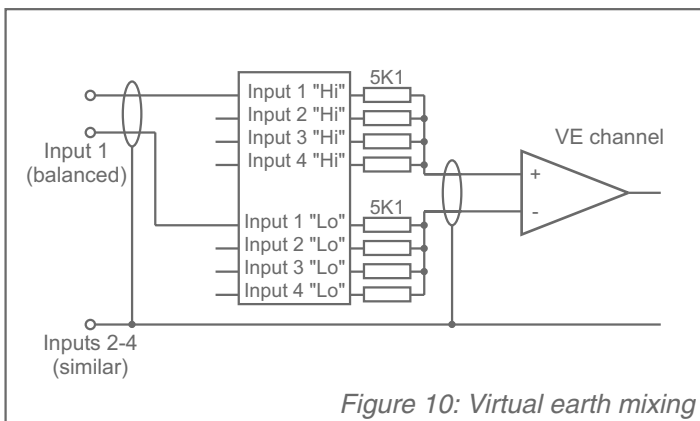 5K1
Input 1 "Hi"
Input 2 "Hi"
Input 3 "Hi"
Input 4 "Hi"
VE channel
Input 1
(balanced)
+
-
5K1
Input 1 "Lo"
Input 2 "Lo"
Input 3 "Lo"
Input 4 "Lo"
Inputs 2-4
(similar)
Figure 10: Virtual earth mixing